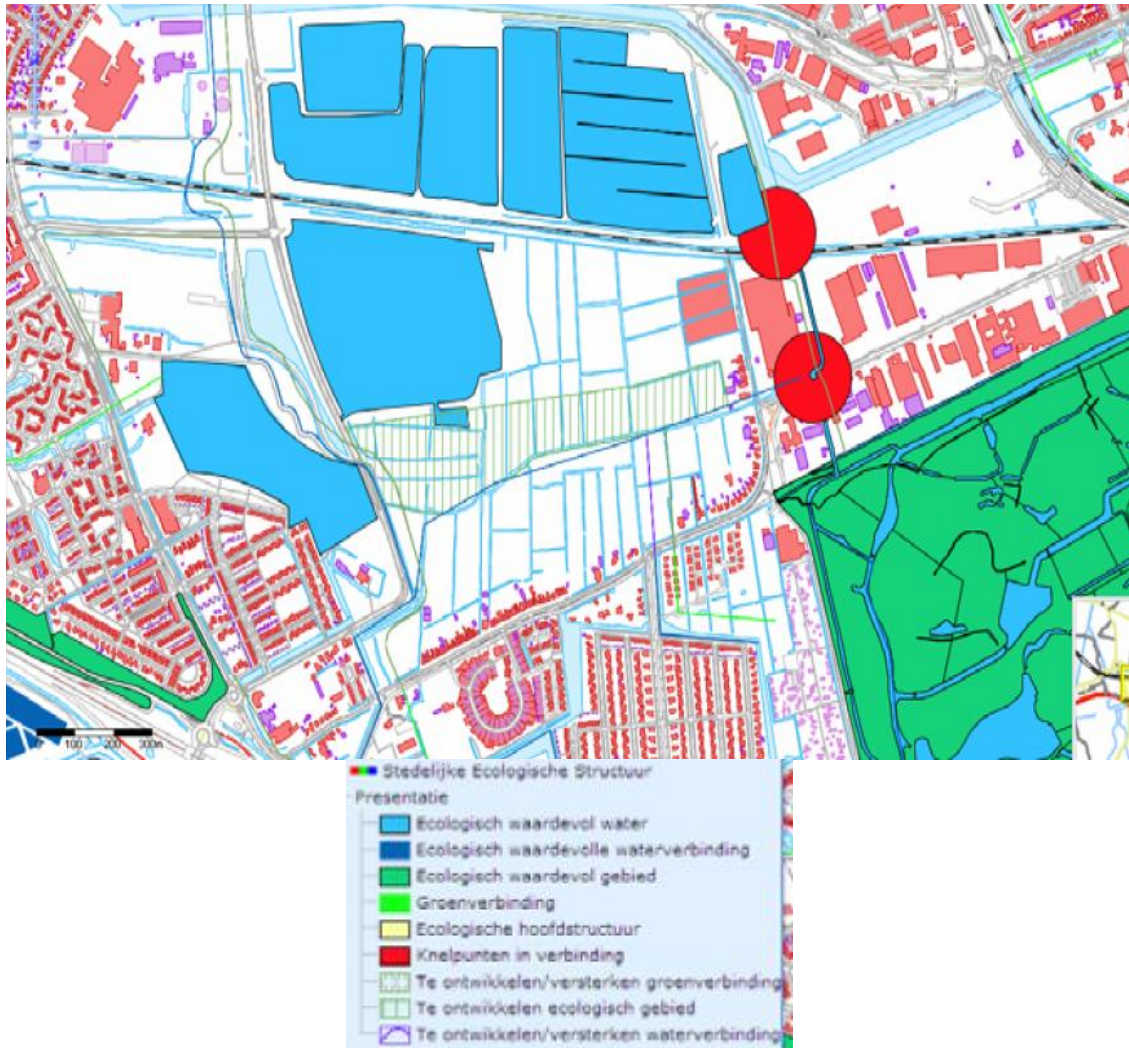 0 100 200 300m
Stedelijke Ecologische Structuur
Presentatie
Ecologisch waardevol water
Ecologisch waardevolle waterverbinding
Ecologisch waardevol gebied
Groenverbinding
Ecologische hoofdstructuur
Knelpunten in verbinding
Te ontwikkelen/versterken groenverbinding
Te ontwikkelen ecologisch gebied
Te ontwikkelen/versterken waterverbinding